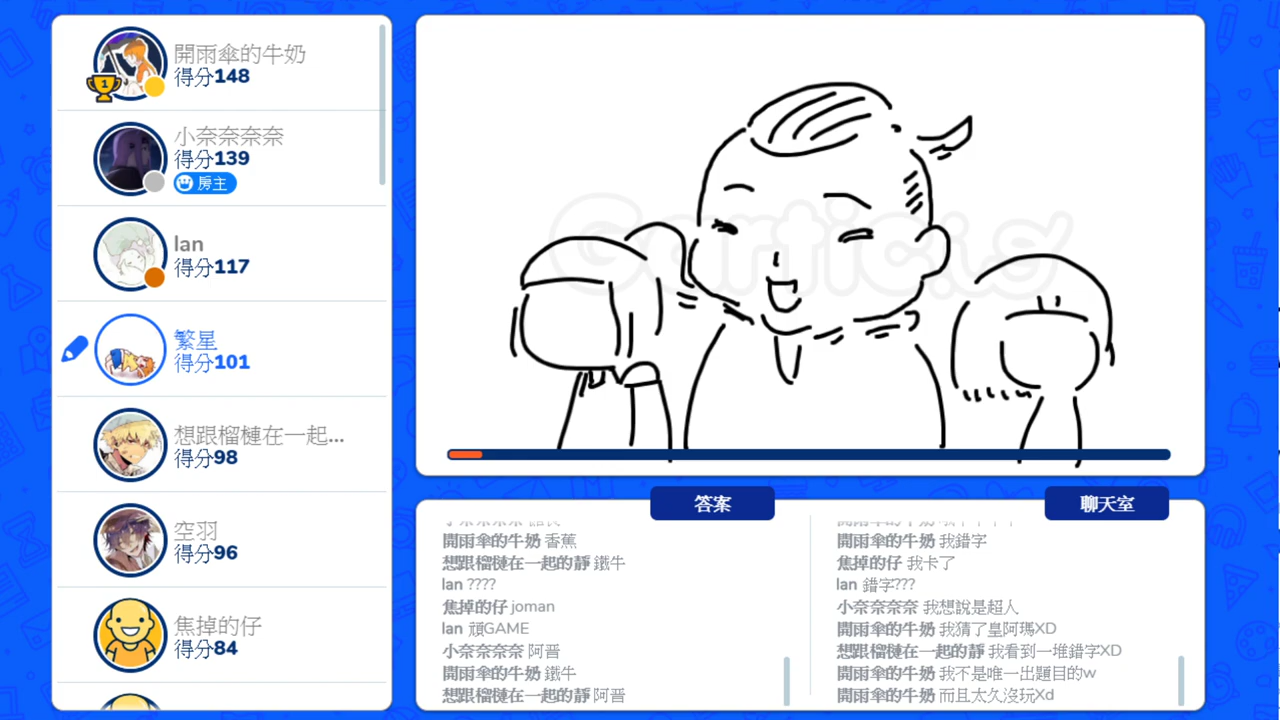 開雨傘的牛奶
得分148
1
小奈奈奈奈
得分139
房主
lan
得分117
繁星
得分101
想跟榴槤在一起...
得分98
空羽
得分96
焦掉的仔
得分84
Gartic.is
答案
開雨傘的牛奶 香蕉
想跟榴槤在一起的靜 鐵牛
lan ????
焦掉的仔 joman
lan 頑GAME
小奈奈奈奈 阿晉
開雨傘的牛奶 鐵牛
想跟榴槤在一起的靜 阿晉
聊天室
開雨傘的牛奶 我錯字
焦掉的仔 我卡了
lan 錯字???
小奈奈奈奈 我想說是超人
開雨傘的牛奶 我猜了皇阿瑪XD
想跟榴槤在一起的靜 我看到一堆錯字XD
開雨傘的牛奶 我不是唯一出題目的w
開雨傘的牛奶 而且太久沒玩Xd